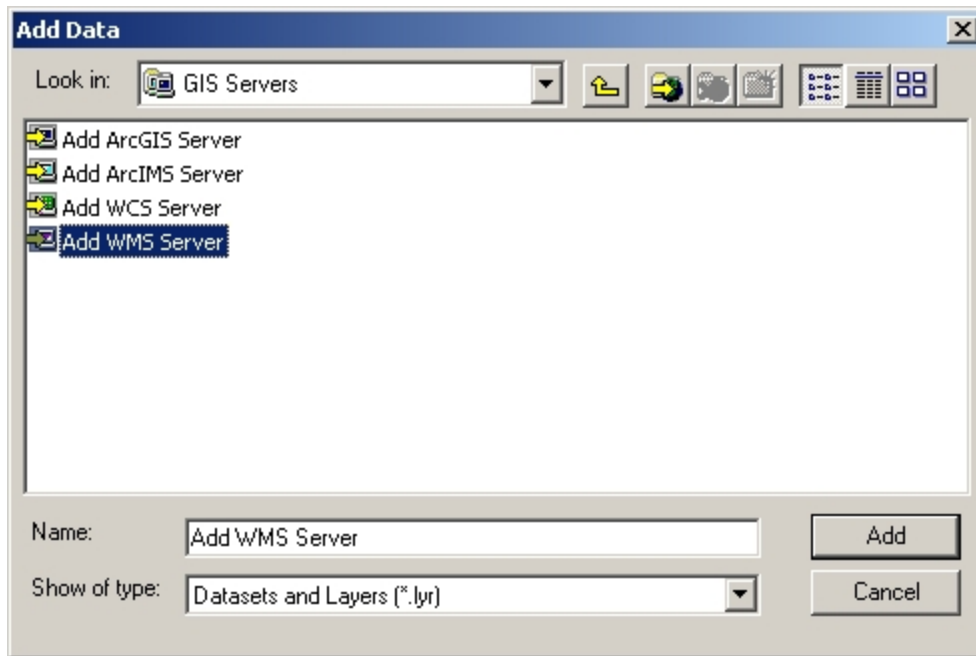 Add Data
Look in: GIS Servers
Add ArcGIS Server
Add ArcIMS Server
Add WCS Server
Add WMS Server
Name: Add WMS Server Add
Show of type: Datasets and Layers (*.lyr) Cancel